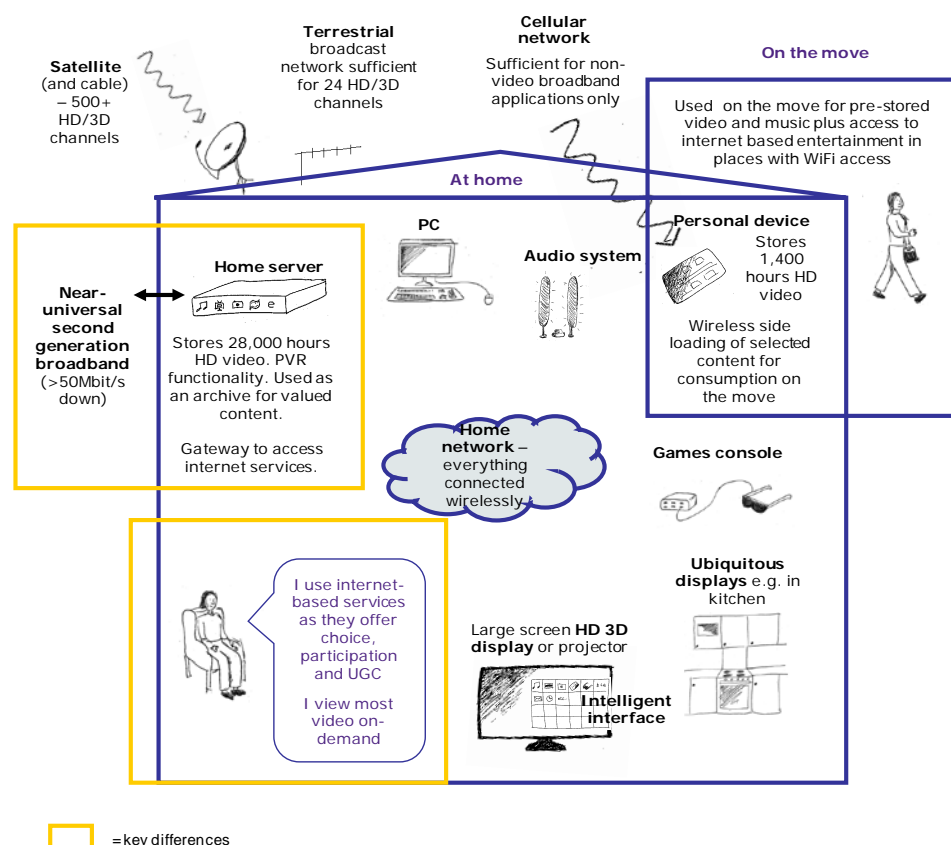 Satellite
(and cable)
– 500+
HD/3D
channels
Terrestrial
broadcast
network sufficient
for 24 HD/3D
channels
Cellular
network
Sufficient for non-
video broadband
applications only
On the move
Used on the move for pre-stored
video and music plus access to
internet based entertainment in
places with WiFi access
At home
PC
Audio system
Personal device
Stores
1,400
hours HD
video
Wireless side
loading of selected
content for
consumption on
the move
Near-
universal
second
generation
broadband
(>50Mbit/s
down)
Home server
Stores 28,000 hours
HD video. PVR
functionality. Used as
an archive for valued
content.
Gateway to access
internet services.
Home
network –
everything
connected
wirelessly
Games console
Ubiquitous
displays e.g. in
kitchen
I use internet-
based services
as they offer
choice,
participation
and UGC
I view most
video on-
demand
Large screen HD 3D
display or projector
Intelligent
interface
= key differences